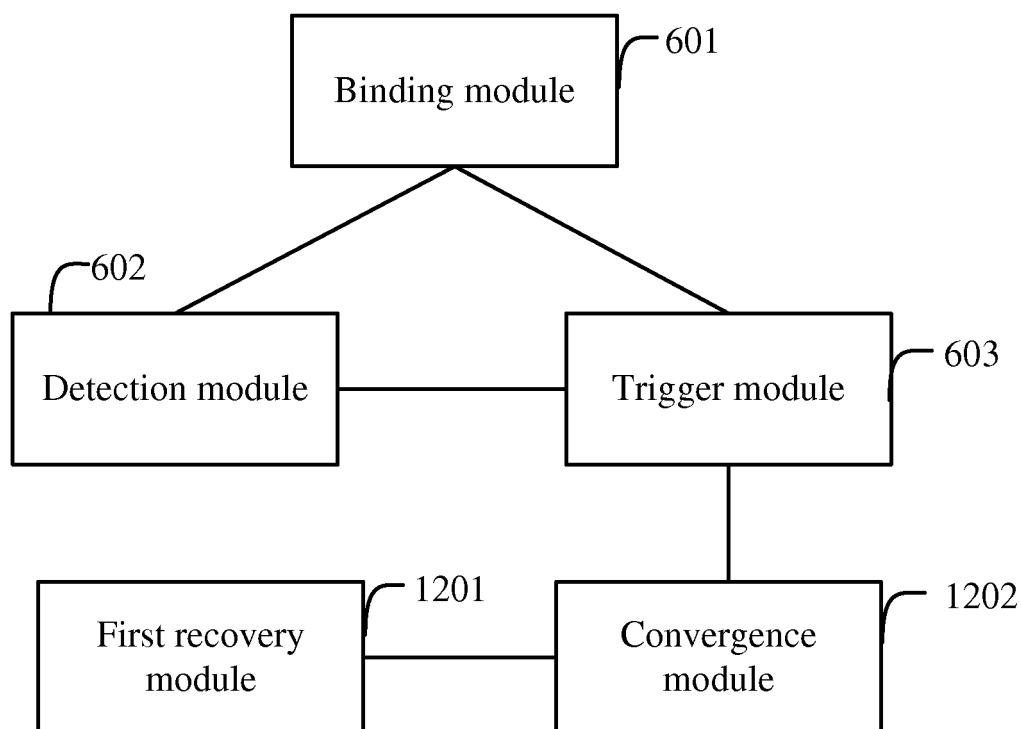 601
Binding module
602
603
Detection module
Trigger module
1201
1202
First recovery
module
Convergence
module